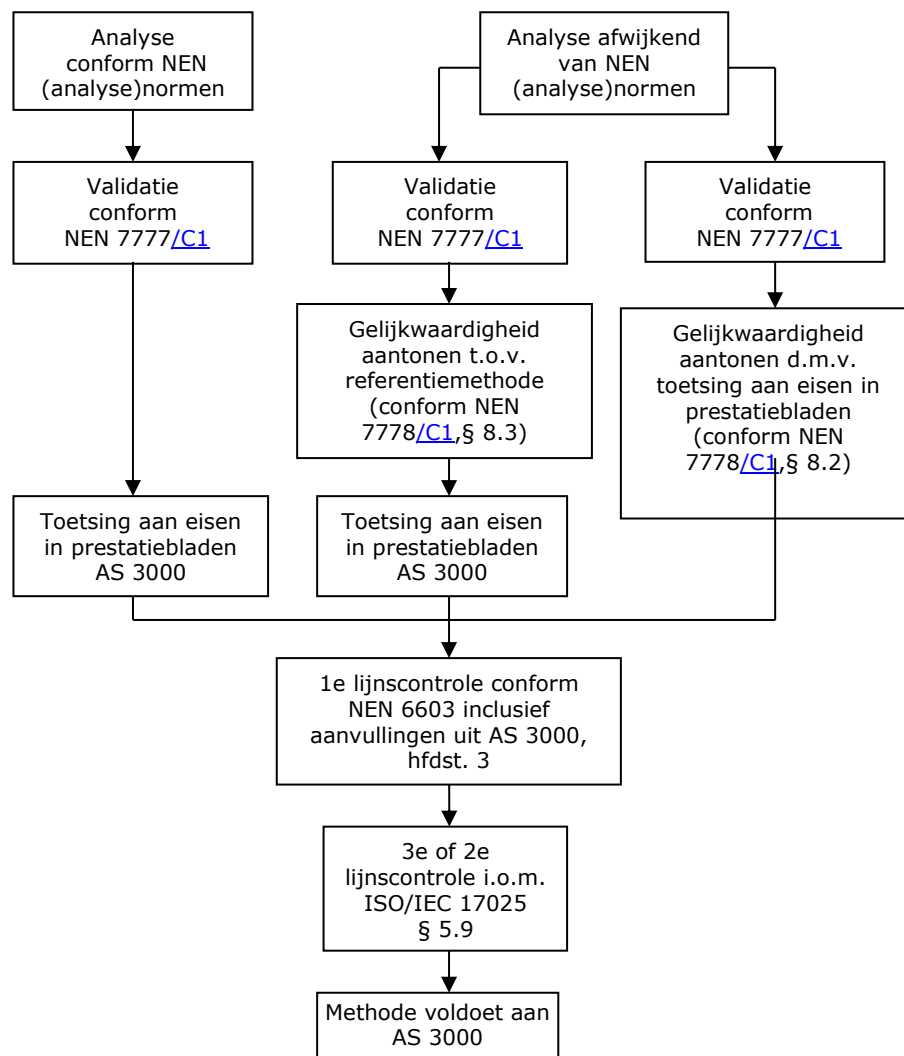 Analyse
conform NEN
(analyse)normen
Analyse afwijkend
van NEN
(analyse)normen
Validatie
conform
NEN 7777/C1
Validatie
conform
NEN 7777/C1
Validatie
conform
NEN 7777/C1
Gelijkwaardigheid
aantonen t.o.v.
referentiemethode
(conform NEN
7778/C1,§ 8.3)
Gelijkwaardigheid
aantonen d.m.v.
toetsing aan eisen in
prestatiebladen
(conform NEN
7778/C1,§ 8.2)
Toetsing aan eisen
in prestatiebladen
AS 3000
Toetsing aan eisen
in prestatiebladen
AS 3000
1e lijnscontrole conform
NEN 6603 inclusief
aanvullingen uit AS 3000,
hfdst. 3
3e of 2e
lijnscontrole i.o.m.
ISO/IEC 17025
§ 5.9
Methode voldoet aan
AS 3000